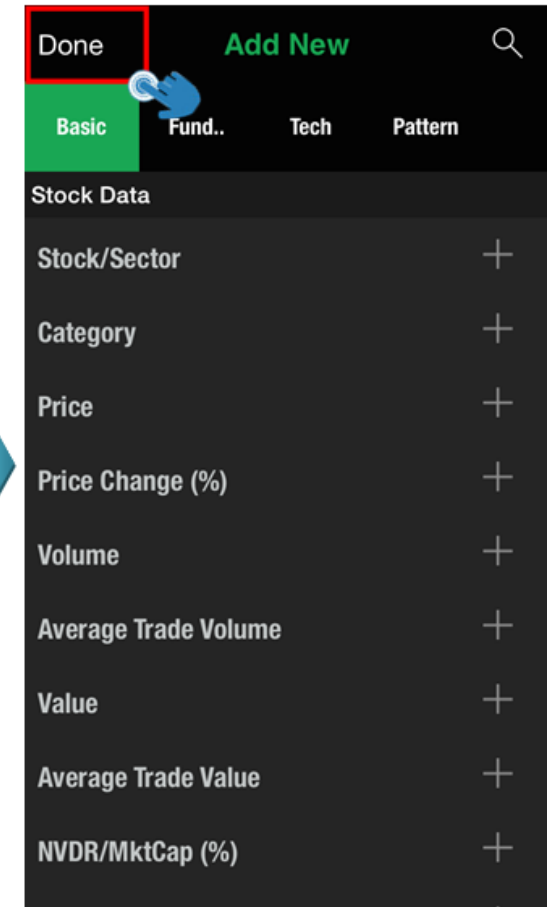 Done Add New
Basic Fund.. Tech Pattern
Stock Data
Stock/Sector
Category
Price
Price Change (%)
Volume
Average Trade Volume
Value
Average Trade Value
NVDR/MktCap (%)